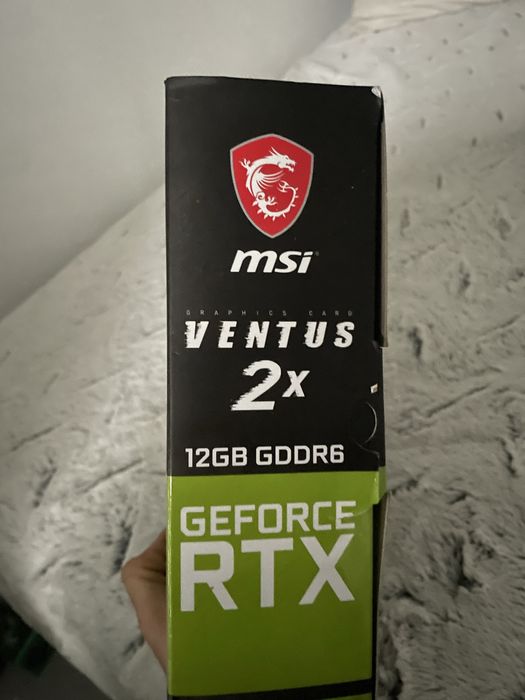 msi
GRAPHICS CARD
VENTUS
2X
12GB GDDR6
GEFORCE
RTX